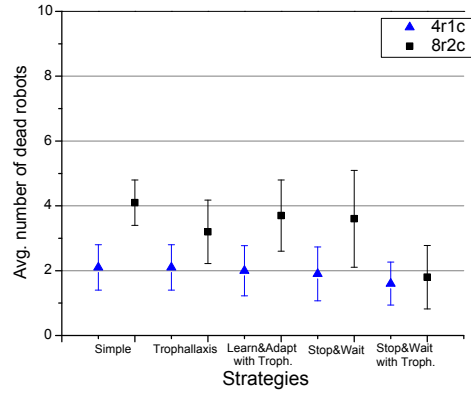 10
8
6
4
2
0
Avg. number of dead robots
4r1c
8r2c
Simple
Trophallaxis
Learn&Adapt
with Troph.
Stop&Wait
Stop&Wait
with Troph.
Strategies